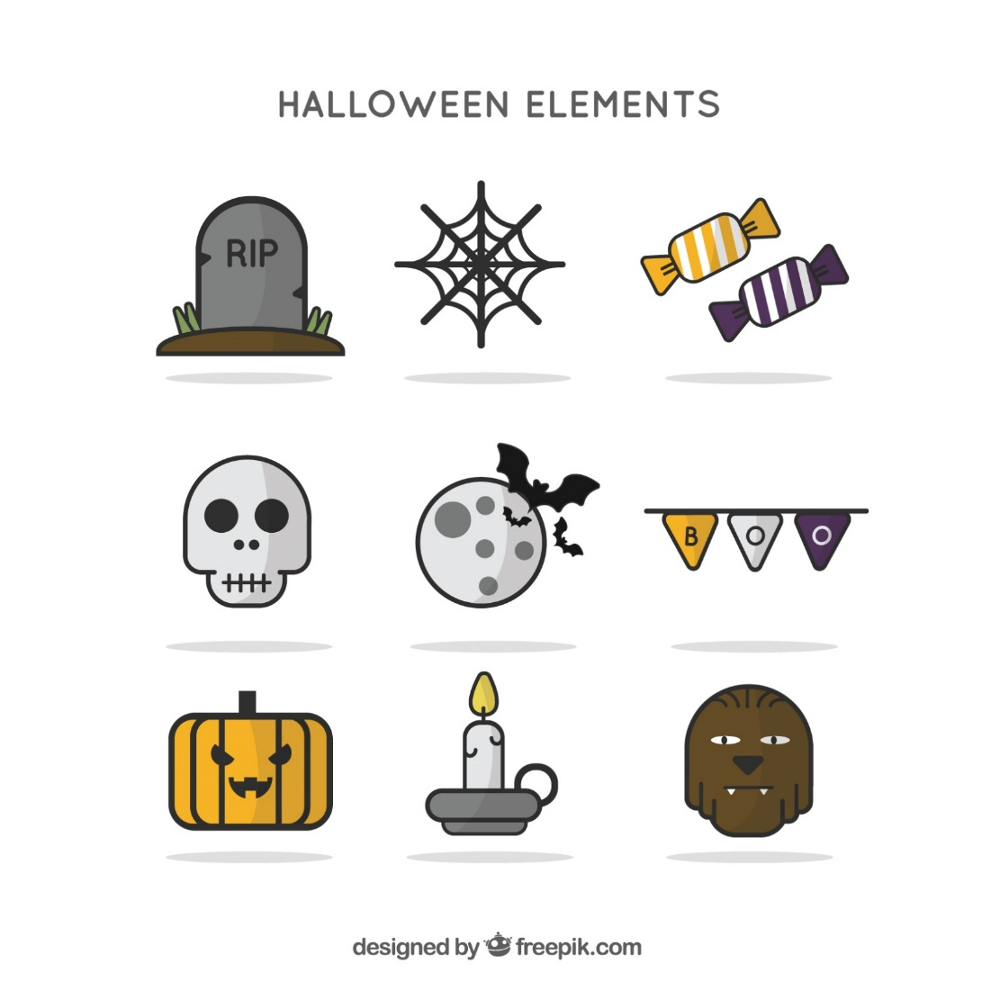 HALLOWEEN ELEMENTS
RIP
B O O
designed by freepik.com